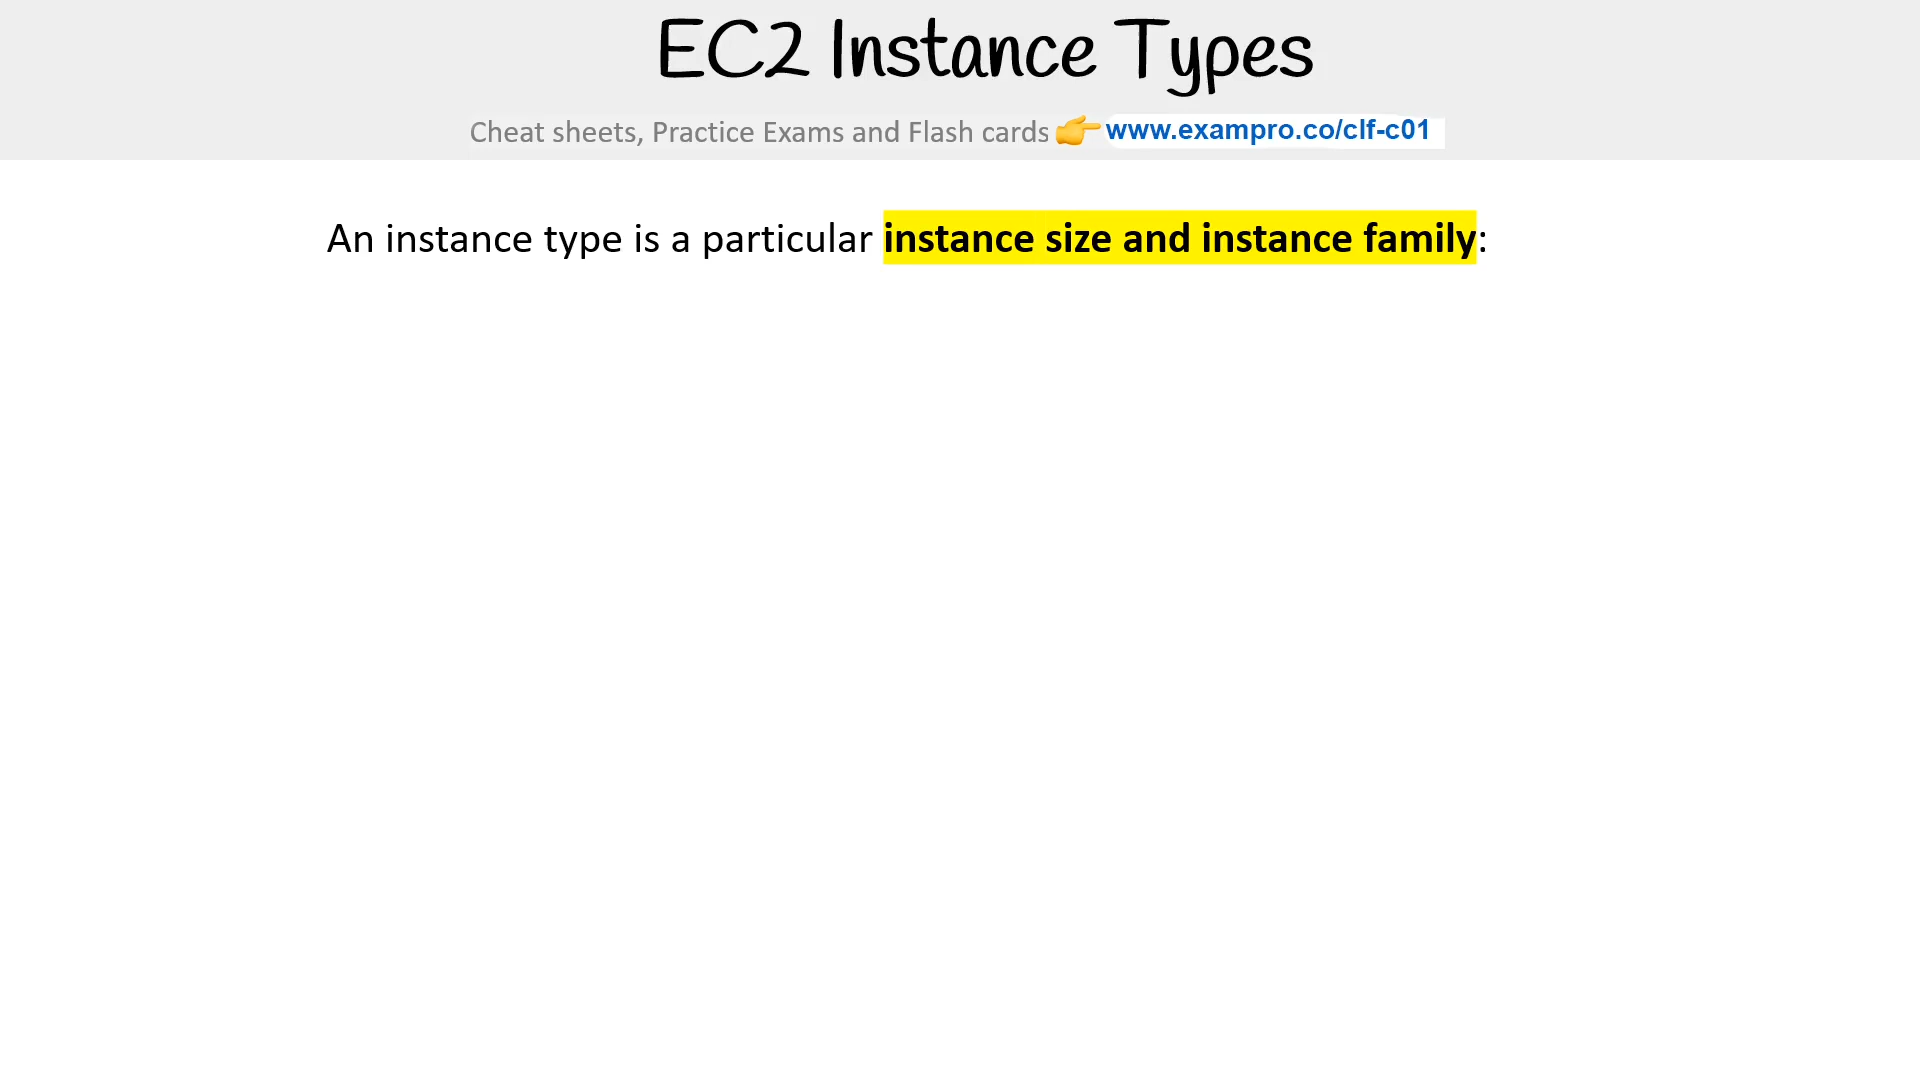 EC2 Instance Types
Cheat sheets, Practice Exams and Flash cards 👉 www.exampro.co/clf-c01
An instance type is a particular instance size and instance family: